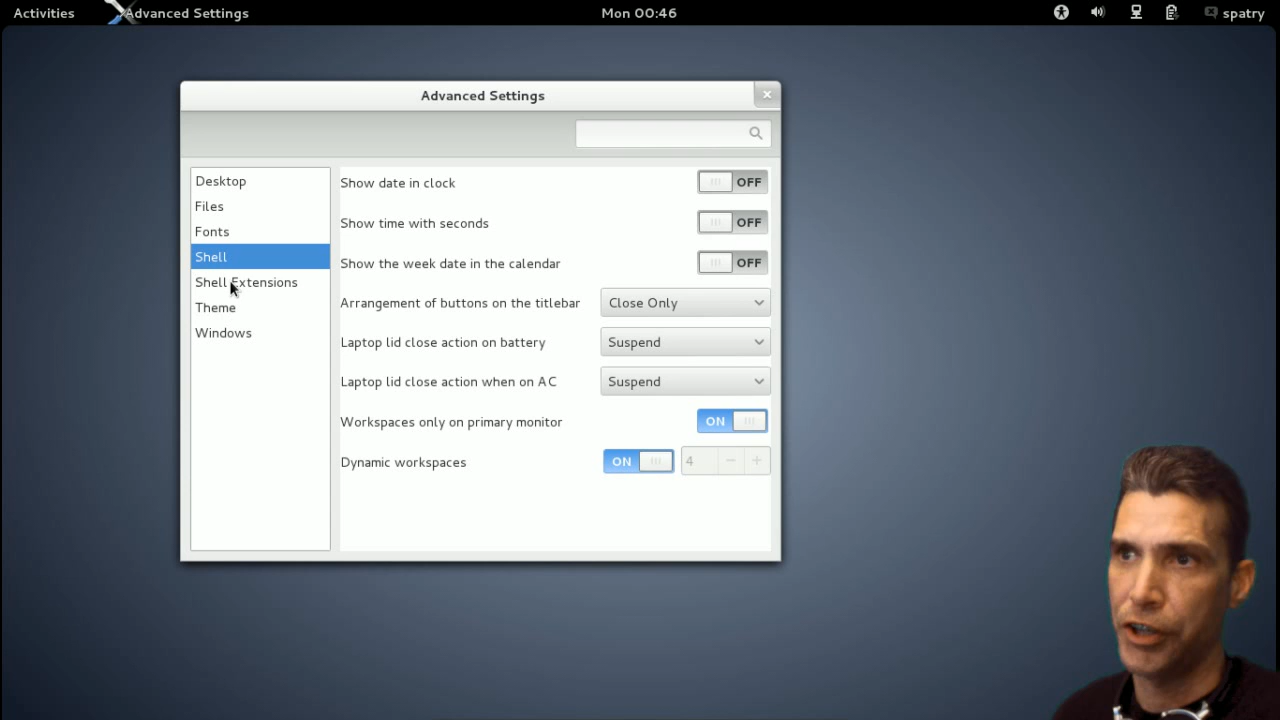 Activities
Advanced Settings
Mon 00:46
spatry
Advanced Settings
Desktop
Files
Fonts
Shell
Shell Extensions
Theme
Windows
Show date in clock OFF
Show time with seconds OFF
Show the week date in the calendar OFF
Arrangement of buttons on the titlebar Close Only
Laptop lid close action on battery Suspend
Laptop lid close action when on AC Suspend
Workspaces only on primary monitor ON
Dynamic workspaces ON 4 − +